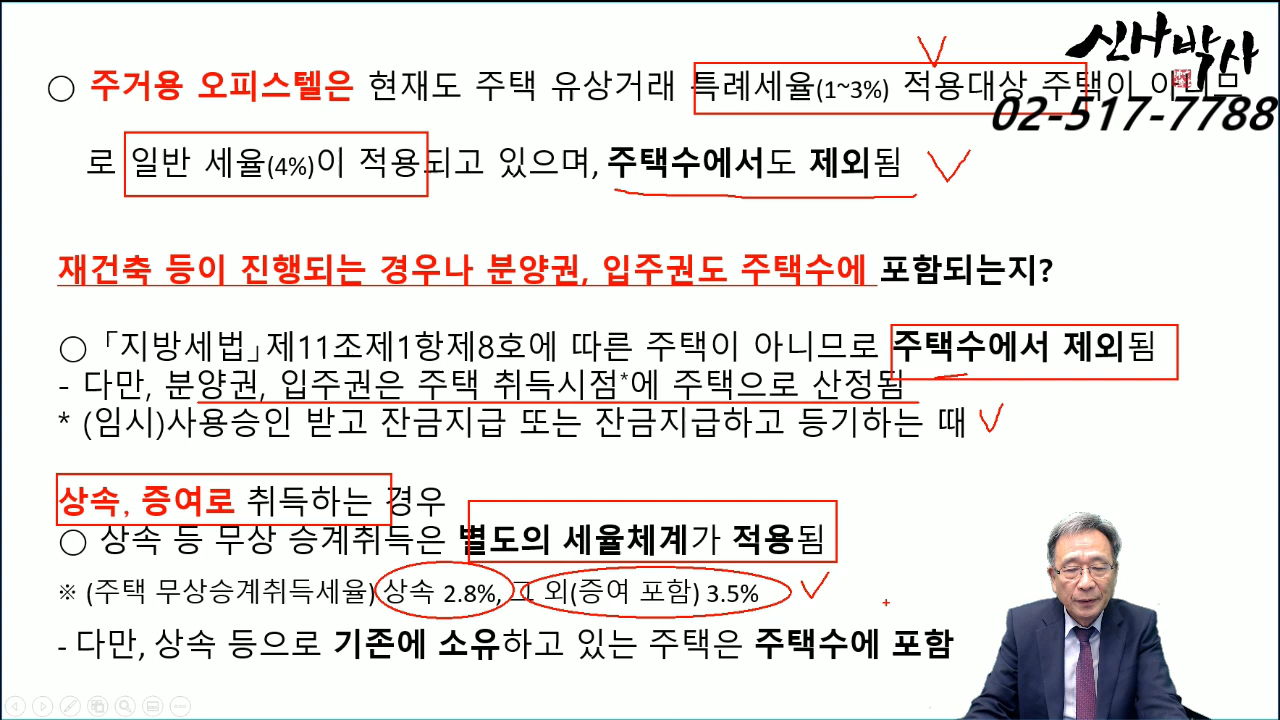 신나박사
02-517-7788
○ 주거용 오피스텔은 현재도 주택 유상거래 특례세율(1~3%) 적용대상 주택이 아니므
로 일반 세율(4%)이 적용되고 있으며, 주택수에서도 제외됨
재건축 등이 진행되는 경우나 분양권, 입주권도 주택수에 포함되는지?
○ 「지방세법」제11조제1항제8호에 따른 주택이 아니므로 주택수에서 제외됨
- 다만, 분양권, 입주권은 주택 취득시점*에 주택으로 산정됨
* (임시)사용승인 받고 잔금지급 또는 잔금지급하고 등기하는 때
상속, 증여로 취득하는 경우
○ 상속 등 무상 승계취득은 별도의 세율체계가 적용됨
※ (주택 무상승계취득세율) 상속 2.8%, 그 외(증여 포함) 3.5%
- 다만, 상속 등으로 기존에 소유하고 있는 주택은 주택수에 포함